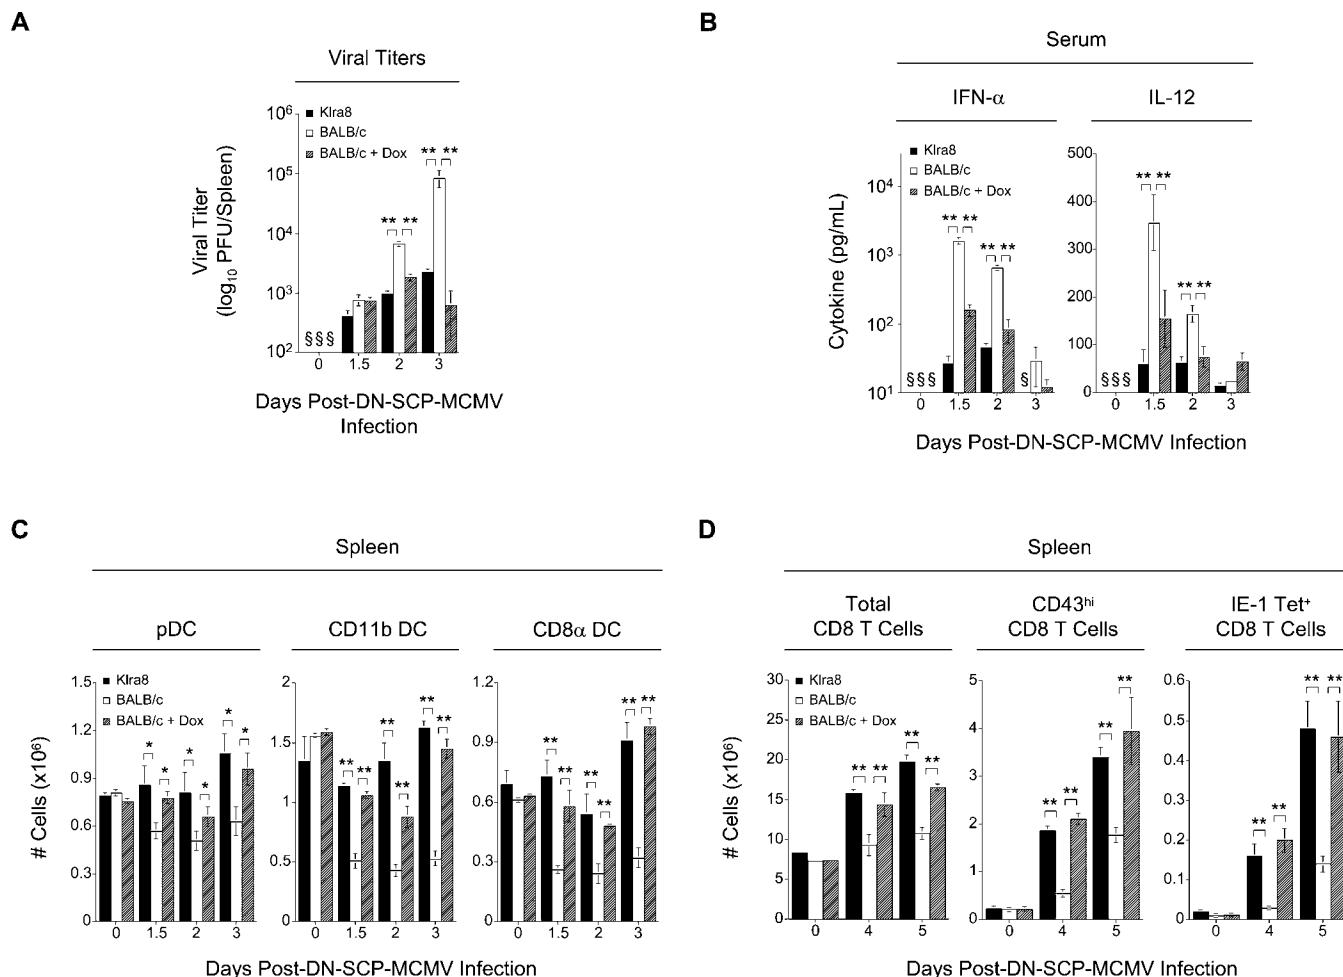 A
Viral Titers
Klra8
BALB/c
BALB/c + Dox
10⁶
10⁵
10⁴
10³
10²
** **
** **
§§§
0 1.5 2 3
Viral Titer
(log₁₀ PFU/Spleen)
Days Post-DN-SCP-MCMV
Infection
B
Serum
IFN-α
IL-12
Klra8
BALB/c
BALB/c + Dox
10⁴
10³
10²
10¹
** **
** **
§§§
§
0 1.5 2 3
500
400
300
200
100
0
** **
** **
§§§
0 1.5 2 3
Cytokine (pg/mL)
Days Post-DN-SCP-MCMV Infection
C
Spleen
pDC
CD11b DC
CD8α DC
Klra8
BALB/c
BALB/c + Dox
1.5
1.2
0.9
0.6
0.3
0
* *
* *
* *
0 1.5 2 3
2
1.5
1
0.5
0
** **
** **
** **
0 1.5 2 3
1.2
0.9
0.6
0.3
0
** **
** **
** **
0 1.5 2 3
# Cells (x10⁶)
Days Post-DN-SCP-MCMV Infection
D
Spleen
Total
CD8 T Cells
CD43ʰⁱ
CD8 T Cells
IE-1 Tet⁺
CD8 T Cells
Klra8
BALB/c
BALB/c + Dox
30
25
20
15
10
5
0
** **
** **
0 4 5
5
4
3
2
1
0
** **
** **
0 4 5
0.6
0.5
0.4
0.3
0.2
0.1
0
** **
** **
0 4 5
# Cells (x10⁶)
Days Post-DN-SCP-MCMV Infection